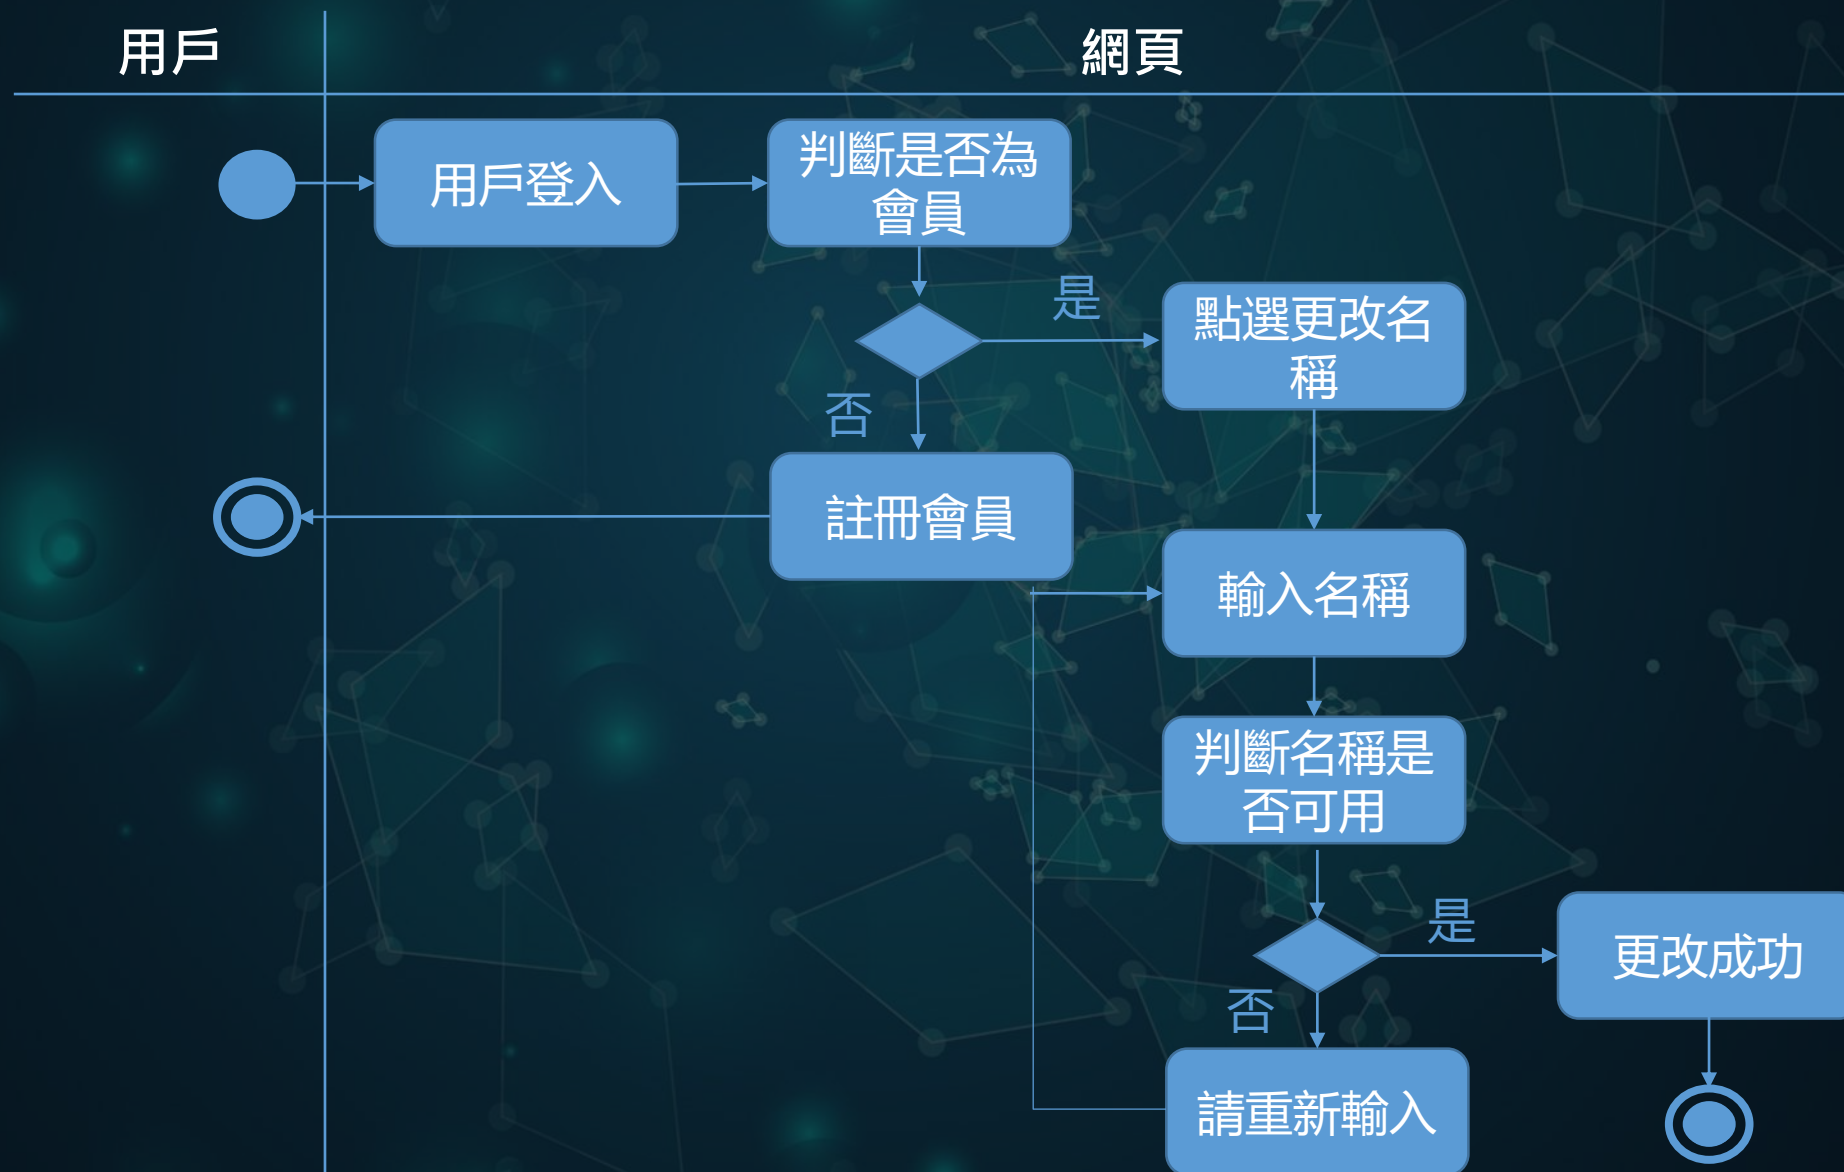 用戶
網頁
用戶登入
判斷是否為
會員
是
點選更改名
稱
否
註冊會員
輸入名稱
判斷名稱是
否可用
是
更改成功
否
請重新輸入